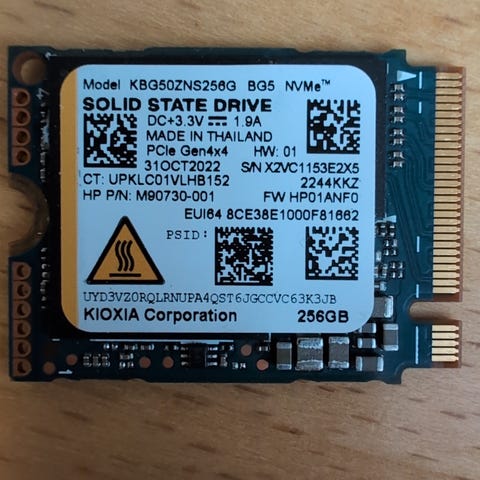 Model KBG50ZNS256G BG5 NVMe™
SOLID STATE DRIVE
DC+3.3V ⎓ 1.9A
MADE IN THAILAND
PCIe Gen4x4 HW: 01
31OCT2022 S/N X2VC1153E2X5
CT: UPKLC01VLHB152 2244KKZ
HP P/N: M90730-001 FW HP01ANF0
EUI64 8CE38E1000F81662
PSID:
UYD3VZ0RQLRNUPA4QST6JGCCVC63K3JB
KIOXIA Corporation 256GB